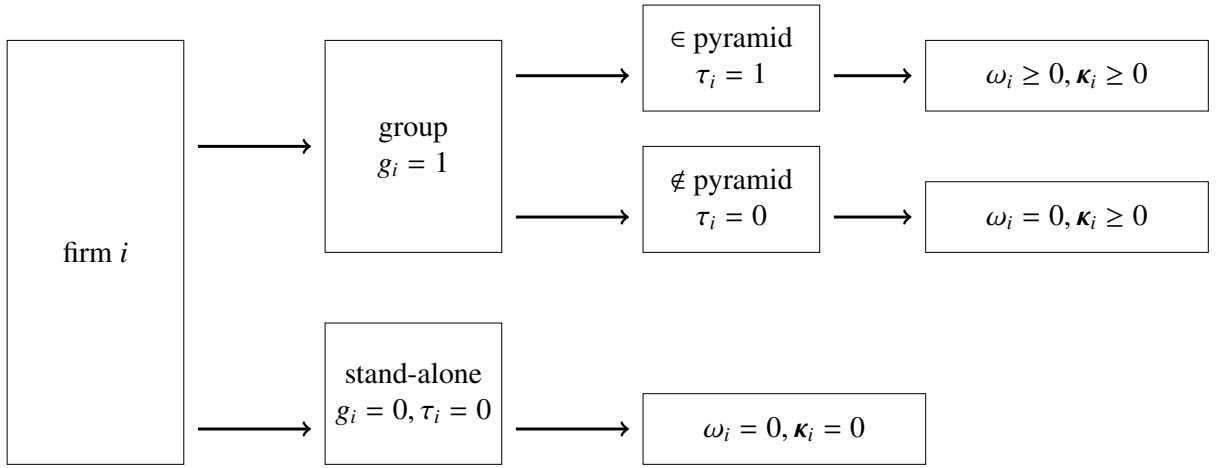 firm i
group
g_i = 1
∈ pyramid
τ_i = 1
ω_i ≥ 0, κ_i ≥ 0
∉ pyramid
τ_i = 0
ω_i = 0, κ_i ≥ 0
stand-alone
g_i = 0, τ_i = 0
ω_i = 0, κ_i = 0